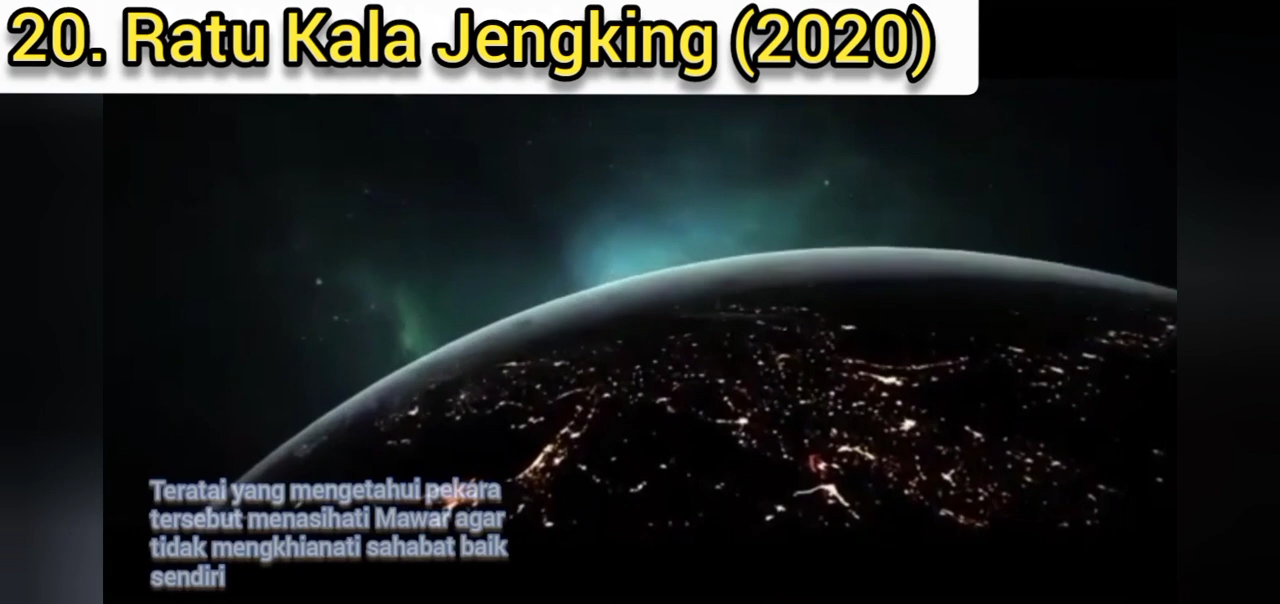 20. Ratu Kala Jengking (2020)
Teratai yang mengetahui pekara
tersebut menasihati Mawar agar
tidak mengkhianati sahabat baik
sendiri